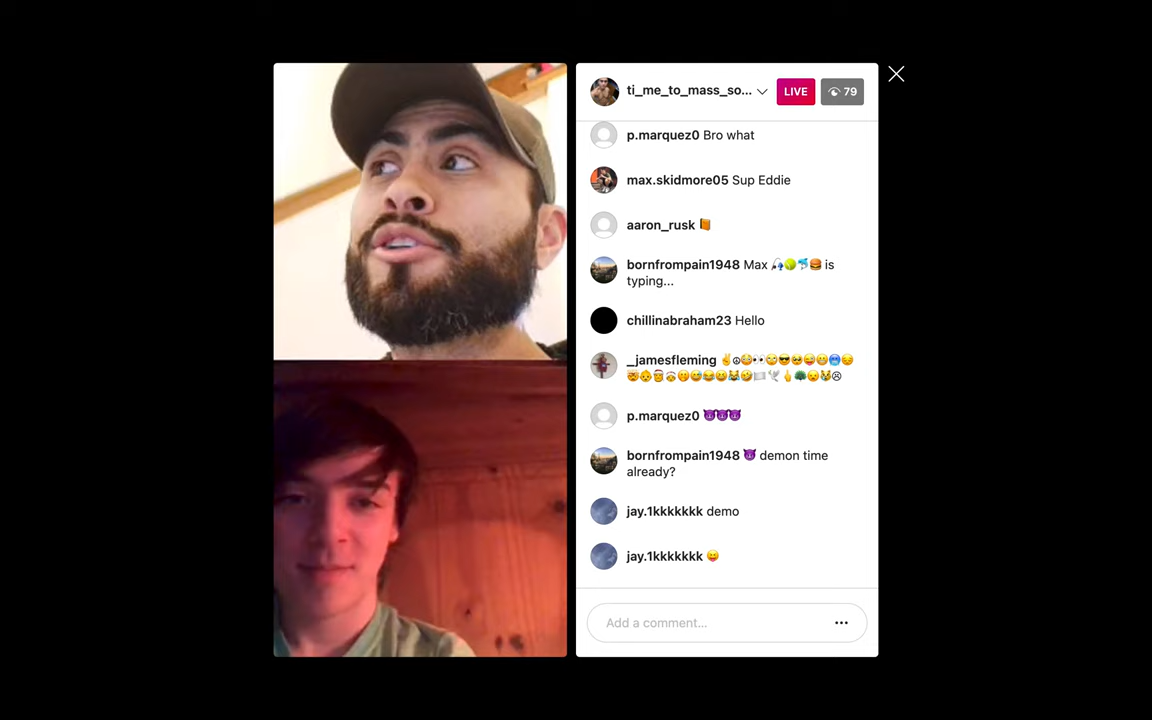 ti_me_to_mass_so...
LIVE
79
p.marquez0 Bro what
max.skidmore05 Sup Eddie
aaron_rusk 📙
bornfrompain1948 Max 🎣🎾🐬🍔 is
typing...
chillinabraham23 Hello
_jamesfleming
p.marquez0 😈😈😈
bornfrompain1948 😈 demon time
already?
jay.1kkkkkkk demo
jay.1kkkkkkk 😛
Add a comment...